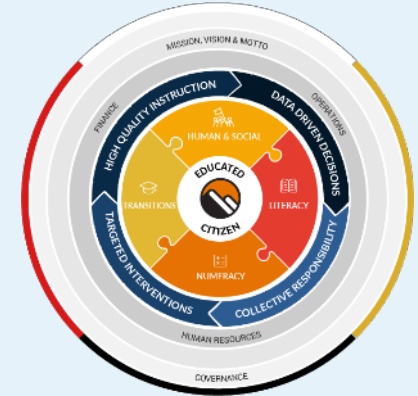 MISSION, VISION & MOTTO
FINANCE
OPERATIONS
HIGH QUALITY INSTRUCTION
DATA DRIVEN DECISIONS
HUMAN & SOCIAL
EDUCATED
CITIZEN
TRANSITIONS
LITERACY
NUMERACY
TARGETED INTERVENTIONS
COLLECTIVE RESPONSIBILITY
HUMAN RESOURCES
GOVERNANCE